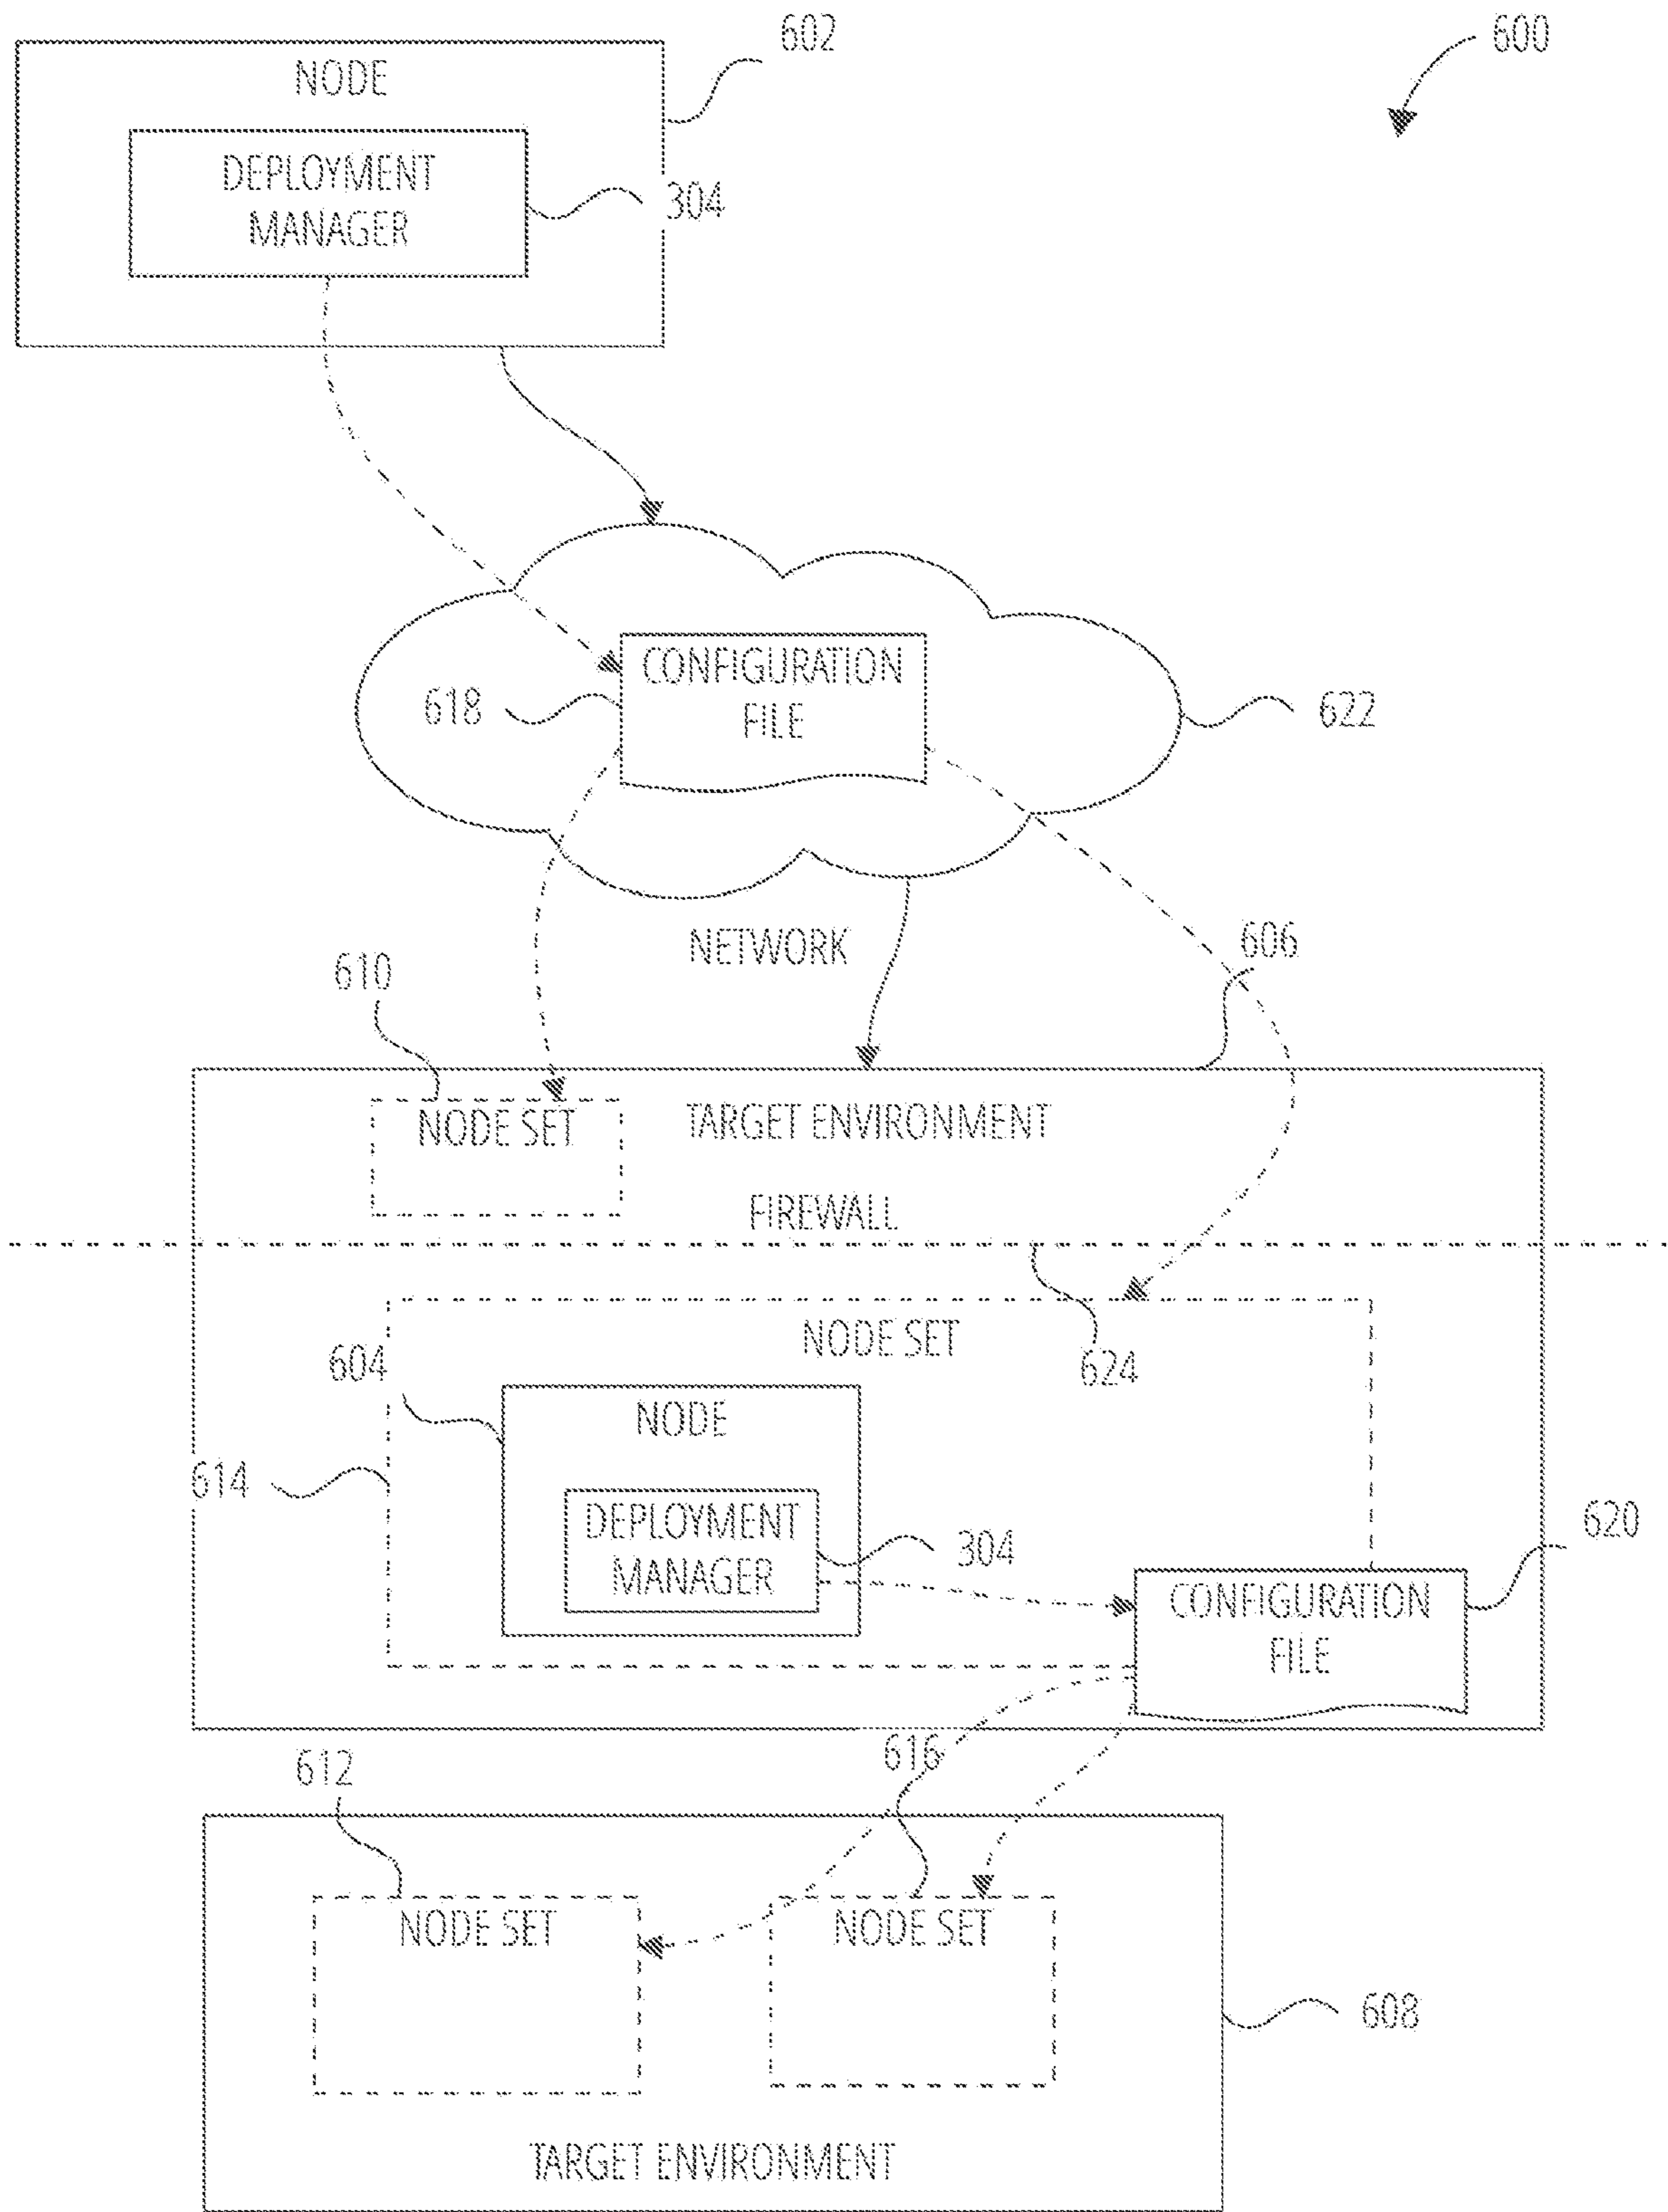 602
600
NODE
DEPLOYMENT
MANAGER
304
CONFIGURATION
FILE
618
622
NETWORK
606
610
NODE SET
TARGET ENVIRONMENT
FIREWALL
NODE SET
624
604
NODE
614
DEPLOYMENT
MANAGER
304
620
CONFIGURATION
FILE
616
612
NODE SET
NODE SET
608
TARGET ENVIRONMENT